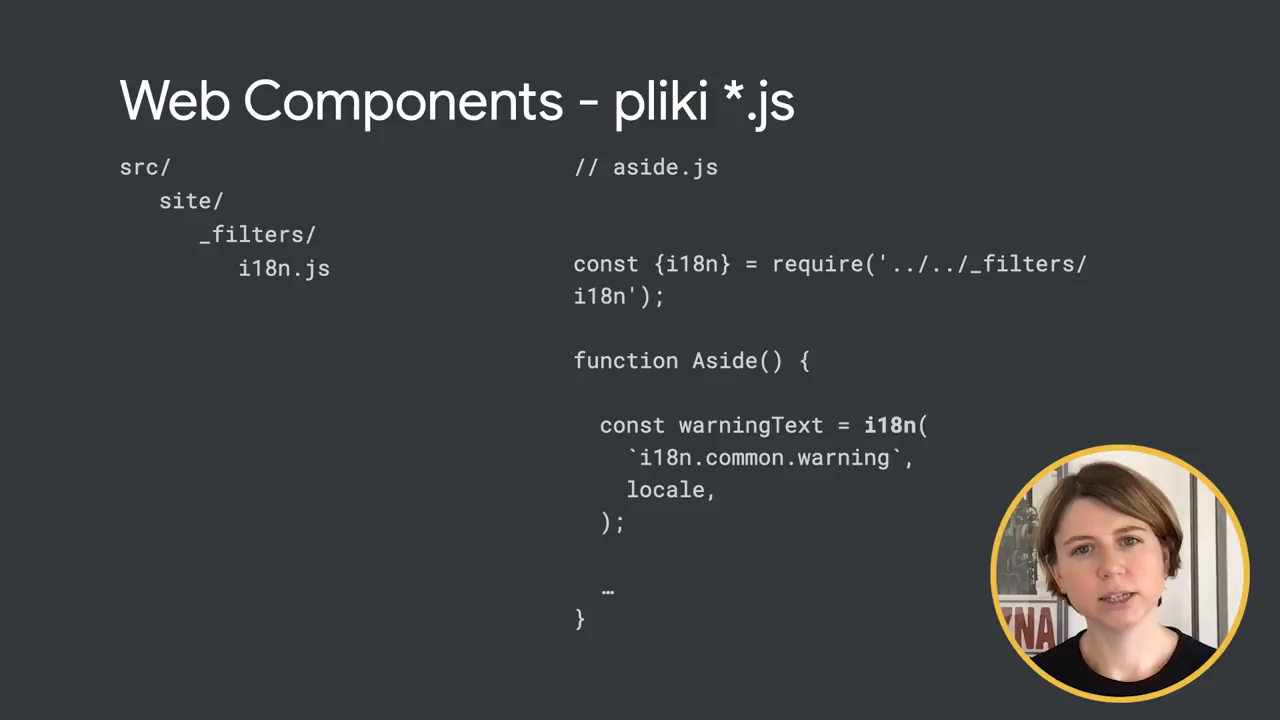 Web Components - pliki *.js
src/
site/
_filters/
i18n.js
// aside.js
const {i18n} = require('../../_filters/
i18n');
function Aside() {
const warningText = i18n(
`i18n.common.warning`,
locale,
);
…
}
YNA